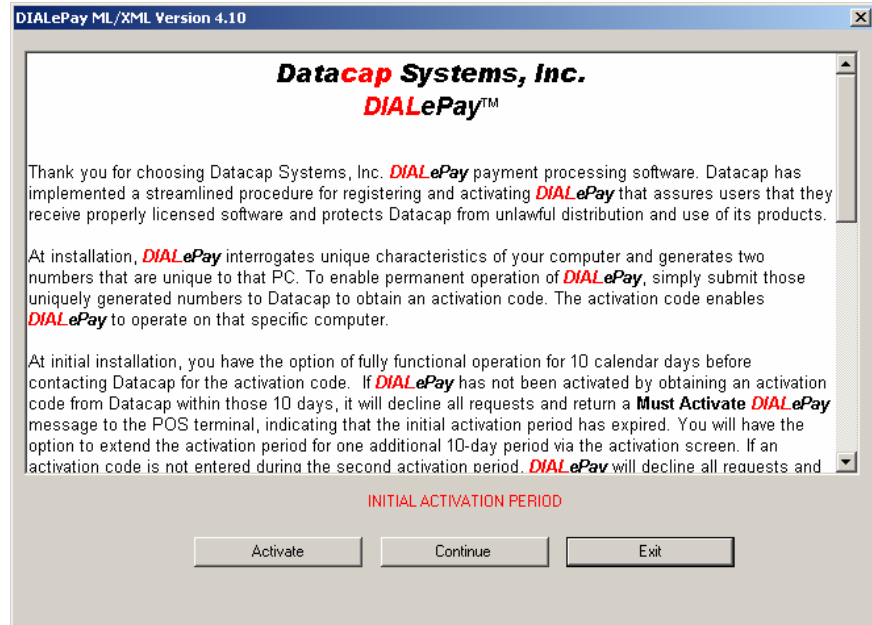 DIALePay ML/XML Version 4.10
Datacap Systems, Inc.
DIALePay™
Thank you for choosing Datacap Systems, Inc. DIALePay payment processing software. Datacap has
implemented a streamlined procedure for registering and activating DIALePay that assures users that they
receive properly licensed software and protects Datacap from unlawful distribution and use of its products.
At installation, DIALePay interrogates unique characteristics of your computer and generates two
numbers that are unique to that PC. To enable permanent operation of DIALePay, simply submit those
uniquely generated numbers to Datacap to obtain an activation code. The activation code enables
DIALePay to operate on that specific computer.
At initial installation, you have the option of fully functional operation for 10 calendar days before
contacting Datacap for the activation code.  If DIALePay has not been activated by obtaining an activation
code from Datacap within those 10 days, it will decline all requests and return a Must Activate DIALePay
message to the POS terminal, indicating that the initial activation period has expired. You will have the
option to extend the activation period for one additional 10-day period via the activation screen. If an
activation code is not entered during the second activation period, DIALePay will decline all requests and
INITIAL ACTIVATION PERIOD
Activate
Continue
Exit